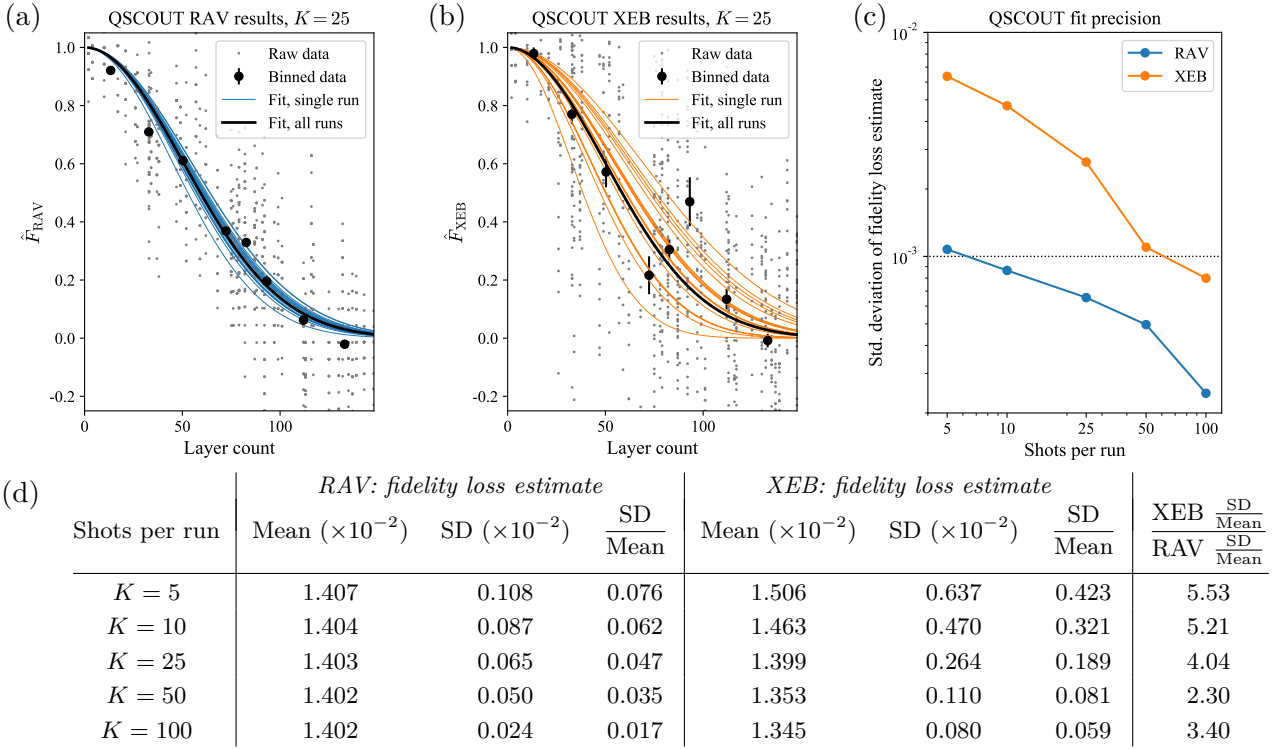 (a)
QSCOUT RAV results, K = 25
1.0
0.8
0.6
0.4
0.2
0.0
-0.2
F̂_RAV
Raw data
Binned data
Fit, single run
Fit, all runs
0 50 100
Layer count
(b)
QSCOUT XEB results, K = 25
1.0
0.8
0.6
0.4
0.2
0.0
-0.2
F̂_XEB
Raw data
Binned data
Fit, single run
Fit, all runs
0 50 100
Layer count
(c)
QSCOUT fit precision
10⁻²
10⁻³
Std. deviation of fidelity loss estimate
RAV
XEB
5 10 25 50 100
Shots per run
(d)
RAV: fidelity loss estimate XEB: fidelity loss estimate
Shots per run Mean (×10⁻²) SD (×10⁻²) SD/Mean Mean (×10⁻²) SD (×10⁻²) SD/Mean XEB SD/Mean / RAV SD/Mean
K = 5 1.407 0.108 0.076 1.506 0.637 0.423 5.53
K = 10 1.404 0.087 0.062 1.463 0.470 0.321 5.21
K = 25 1.403 0.065 0.047 1.399 0.264 0.189 4.04
K = 50 1.402 0.050 0.035 1.353 0.110 0.081 2.30
K = 100 1.402 0.024 0.017 1.345 0.080 0.059 3.40